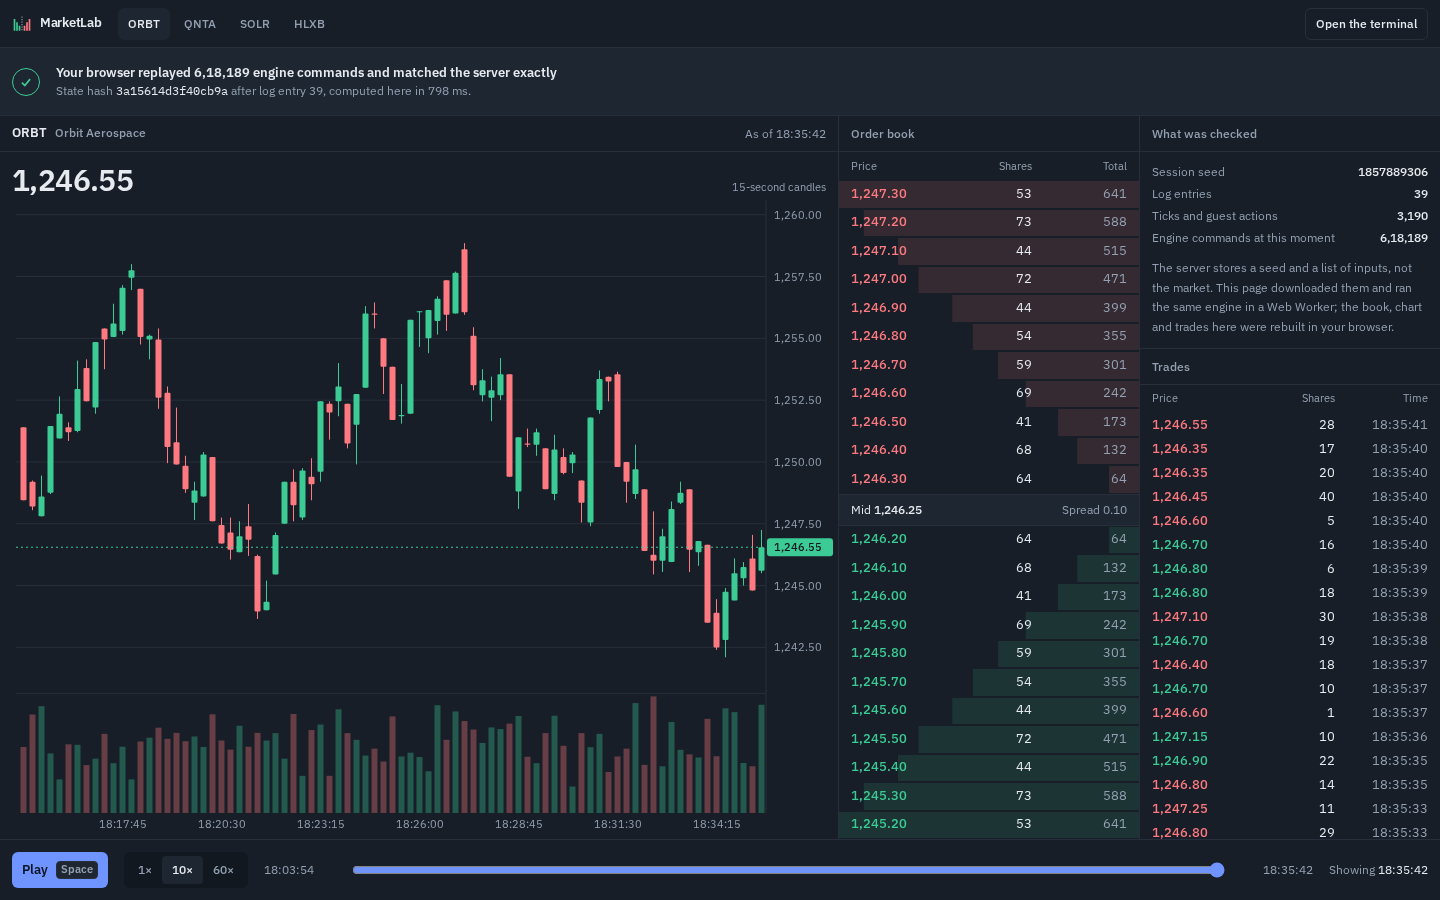 MarketLab ORBT QNTA SOLR HLXB Open the terminal
Your browser replayed 6,18,189 engine commands and matched the server exactly
State hash 3a15614d3f40cb9a after log entry 39, computed here in 798 ms.
ORBT Orbit Aerospace As of 18:35:42
1,246.55
15-second candles
1,260.00
1,257.50
1,255.00
1,252.50
1,250.00
1,247.50
1,246.55
1,245.00
1,242.50
18:17:45 18:20:30 18:23:15 18:26:00 18:28:45 18:31:30 18:34:15
Order book
Price Shares Total
1,247.30 53 641
1,247.20 73 588
1,247.10 44 515
1,247.00 72 471
1,246.90 44 399
1,246.80 54 355
1,246.70 59 301
1,246.60 69 242
1,246.50 41 173
1,246.40 68 132
1,246.30 64 64
Mid 1,246.25 Spread 0.10
1,246.20 64 64
1,246.10 68 132
1,246.00 41 173
1,245.90 69 242
1,245.80 59 301
1,245.70 54 355
1,245.60 44 399
1,245.50 72 471
1,245.40 44 515
1,245.30 73 588
1,245.20 53 641
What was checked
Session seed 1857889306
Log entries 39
Ticks and guest actions 3,190
Engine commands at this moment 6,18,189
The server stores a seed and a list of inputs, not
the market. This page downloaded them and ran
the same engine in a Web Worker; the book, chart
and trades here were rebuilt in your browser.
Trades
Price Shares Time
1,246.55 28 18:35:41
1,246.35 17 18:35:40
1,246.35 20 18:35:40
1,246.45 40 18:35:40
1,246.60 5 18:35:40
1,246.70 16 18:35:40
1,246.80 6 18:35:39
1,246.80 18 18:35:39
1,247.10 30 18:35:38
1,246.70 19 18:35:38
1,246.40 18 18:35:37
1,246.70 10 18:35:37
1,246.60 1 18:35:37
1,247.15 10 18:35:36
1,246.90 22 18:35:35
1,246.80 14 18:35:35
1,247.25 11 18:35:33
1,246.80 29 18:35:33
Play Space 1× 10× 60× 18:03:54 18:35:42 Showing 18:35:42